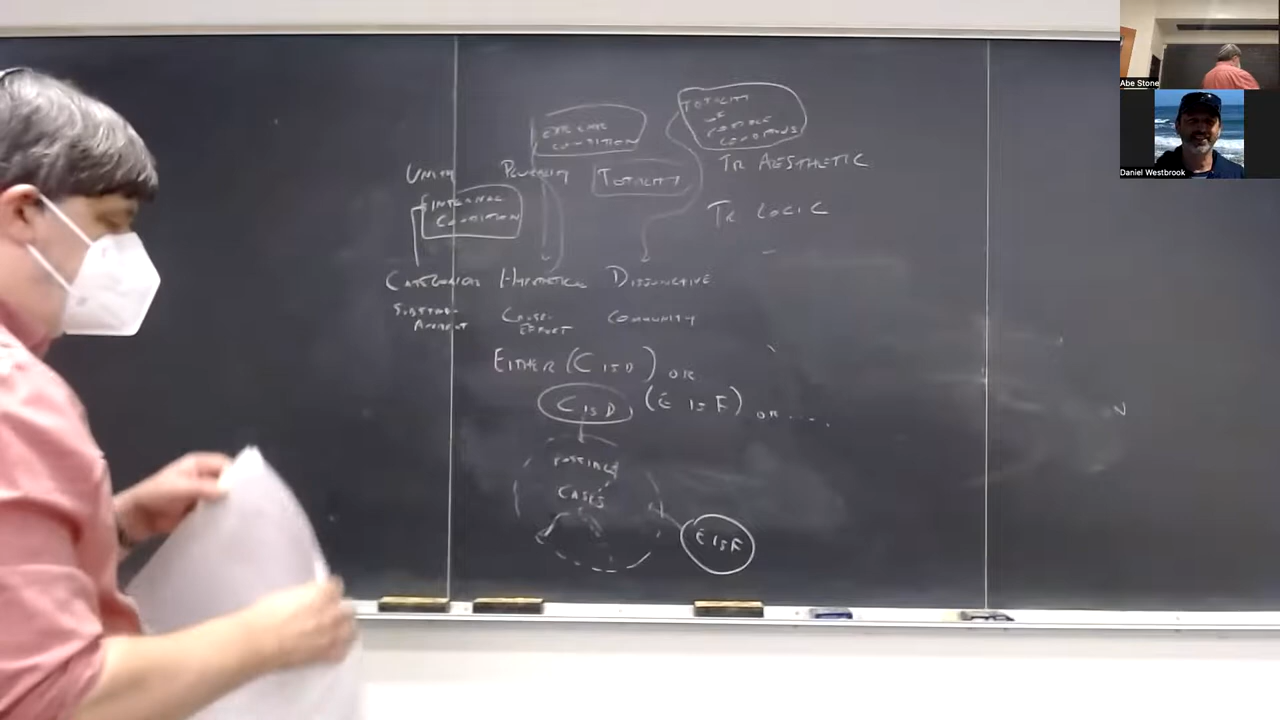 TOTALITY
OF
POSSIBLE
CONDITIONS
CONDITION
TR AESTHETIC
UNITY PLURALITY TOTALITY
INTERNAL
CONDITION
TR LOGIC
CATEGORICAL HYPOTHETICAL DISJUNCTIVE
SUBSTANCE- CAUSE- COMMUNITY
ACCIDENT EFFECT
EITHER (C IS D) OR
(E IS F) OR ....
C IS D
POSSIBLE
CASES
E IS F
Abe Stone
Daniel Westbrook